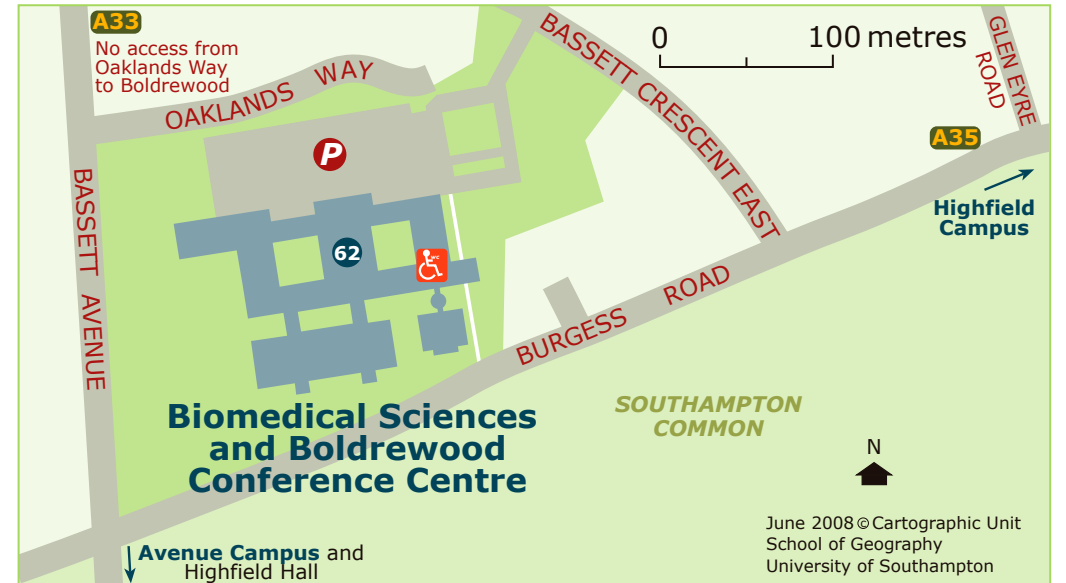 A33
No access from
Oaklands Way
to Boldrewood
OAKLANDS WAY
P
BASSETT AVENUE
62
WC
BASSETT CRESCENT EAST
0 100 metres
GLEN EYRE
ROAD
A35
Highfield
Campus
BURGESS ROAD
SOUTHAMPTON
COMMON
Biomedical Sciences
and Boldrewood
Conference Centre
N
Avenue Campus and
Highfield Hall
June 2008 © Cartographic Unit
School of Geography
University of Southampton